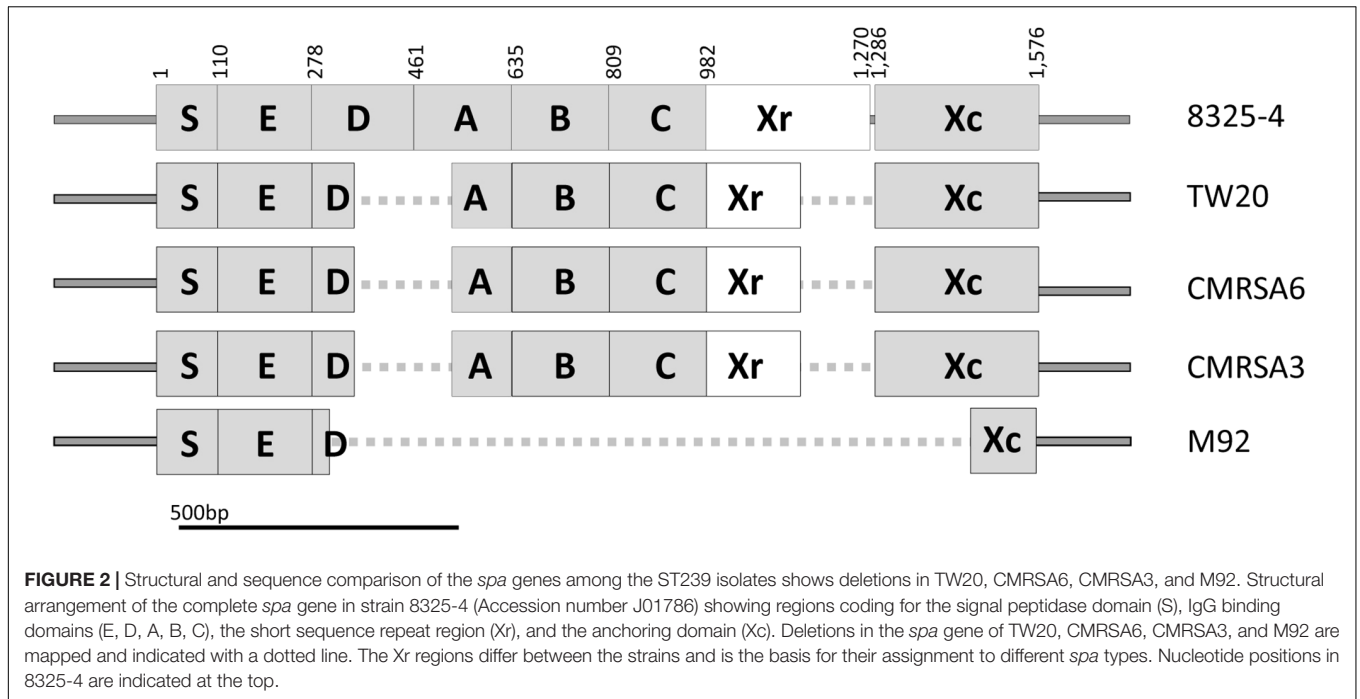 1 110 278 461 635 809 982 1,270 1,286 1,576
S E D A B C Xr Xc 8325-4
S E D A B C Xr Xc TW20
S E D A B C Xr Xc CMRSA6
S E D A B C Xr Xc CMRSA3
S E D Xc M92
500bp
FIGURE 2 | Structural and sequence comparison of the spa genes among the ST239 isolates shows deletions in TW20, CMRSA6, CMRSA3, and M92. Structural
arrangement of the complete spa gene in strain 8325-4 (Accession number J01786) showing regions coding for the signal peptidase domain (S), IgG binding
domains (E, D, A, B, C), the short sequence repeat region (Xr), and the anchoring domain (Xc). Deletions in the spa gene of TW20, CMRSA6, CMRSA3, and M92 are
mapped and indicated with a dotted line. The Xr regions differ between the strains and is the basis for their assignment to different spa types. Nucleotide positions in
8325-4 are indicated at the top.